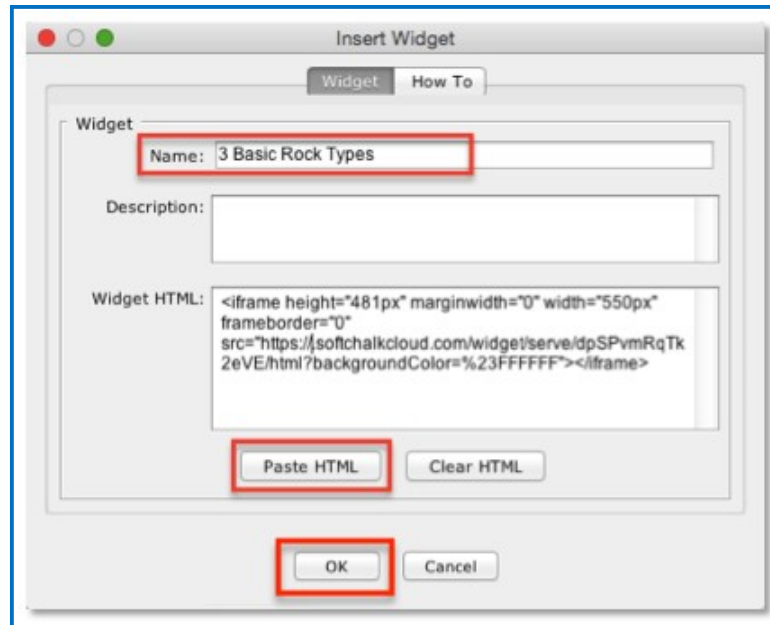 Insert Widget
Widget How To
Widget
Name: 3 Basic Rock Types
Description:
Widget HTML: <iframe height="481px" marginwidth="0" width="550px"
frameborder="0"
src="https://softchalkcloud.com/widget/serve/dpSPvmRqTk
2eVE/html?backgroundColor=%23FFFFFF"></iframe>
Paste HTML Clear HTML
OK Cancel